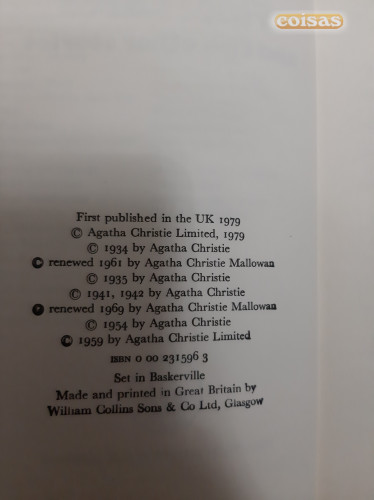 coisas
First published in the UK 1979
© Agatha Christie Limited, 1979
© 1934 by Agatha Christie
© renewed 1961 by Agatha Christie Mallowan
© 1935 by Agatha Christie
© 1941, 1942 by Agatha Christie
© renewed 1969 by Agatha Christie Mallowan
© 1954 by Agatha Christie
© 1959 by Agatha Christie Limited
ISBN 0 00 231596 3
Set in Baskerville
Made and printed in Great Britain by
William Collins Sons & Co Ltd, Glasgow